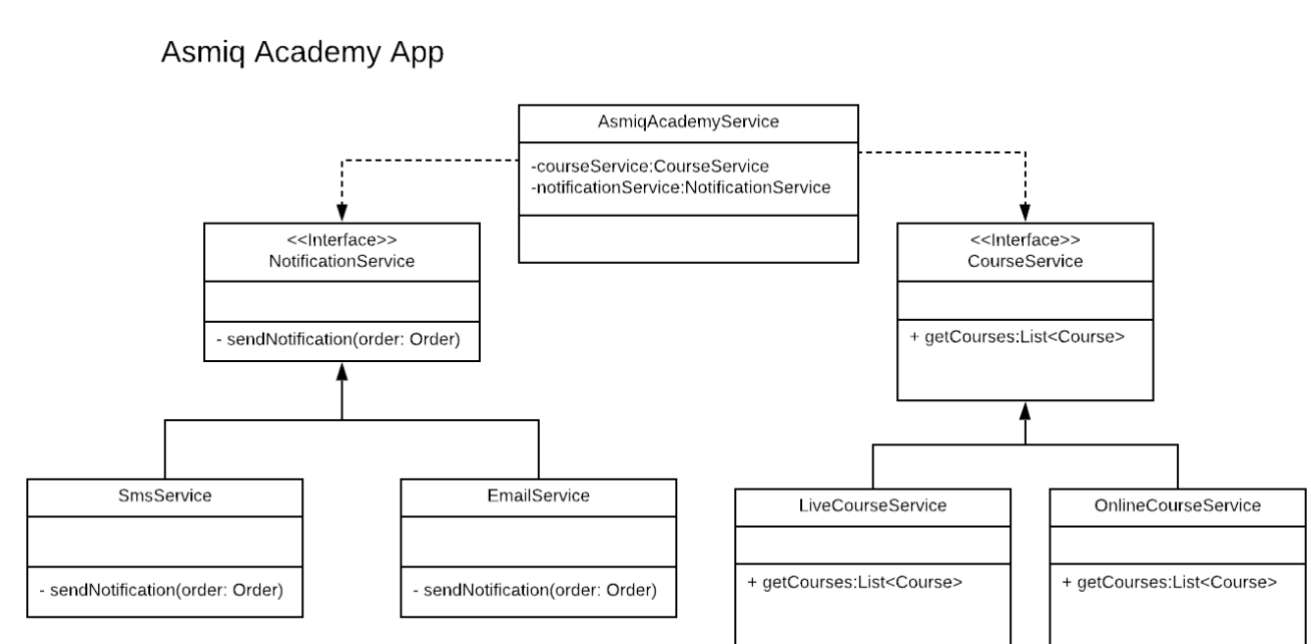 Asmiq Academy App
AsmiqAcademyService
-courseService:CourseService
-notificationService:NotificationService
<<Interface>>
NotificationService
- sendNotification(order: Order)
<<Interface>>
CourseService
+ getCourses:List<Course>
SmsService
- sendNotification(order: Order)
EmailService
- sendNotification(order: Order)
LiveCourseService
+ getCourses:List<Course>
OnlineCourseService
+ getCourses:List<Course>